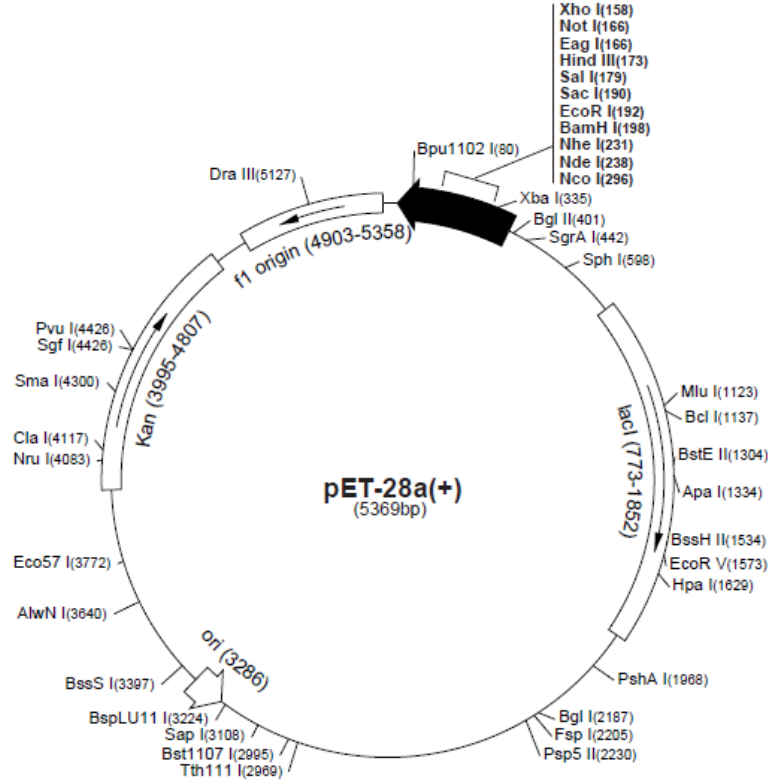 Xho I(158)
Not I(166)
Eag I(166)
Hind III(173)
Sal I(179)
Sac I(190)
EcoR I(192)
BamH I(198)
Nhe I(231)
Nde I(238)
Nco I(296)
Bpu1102 I(80)
Dra III(5127)
Xba I(335)
Bgl II(401)
SgrA I(442)
Sph I(598)
f1 origin (4903-5358)
Pvu I(4426)
Sgf I(4426)
Sma I(4300)
Kan (3995-4807)
Cla I(4117)
Nru I(4083)
Mlu I(1123)
Bcl I(1137)
BstE II(1304)
Apa I(1334)
lacI (773-1852)
pET-28a(+)
(5369bp)
BssH II(1534)
EcoR V(1573)
Hpa I(1629)
Eco57 I(3772)
AlwN I(3640)
ori (3286)
BssS I(3397)
PshA I(1968)
BspLU11 I(3224)
Sap I(3108)
Bst1107 I(2995)
Tth111 I(2969)
Bgl I(2187)
Fsp I(2205)
Psp5 II(2230)